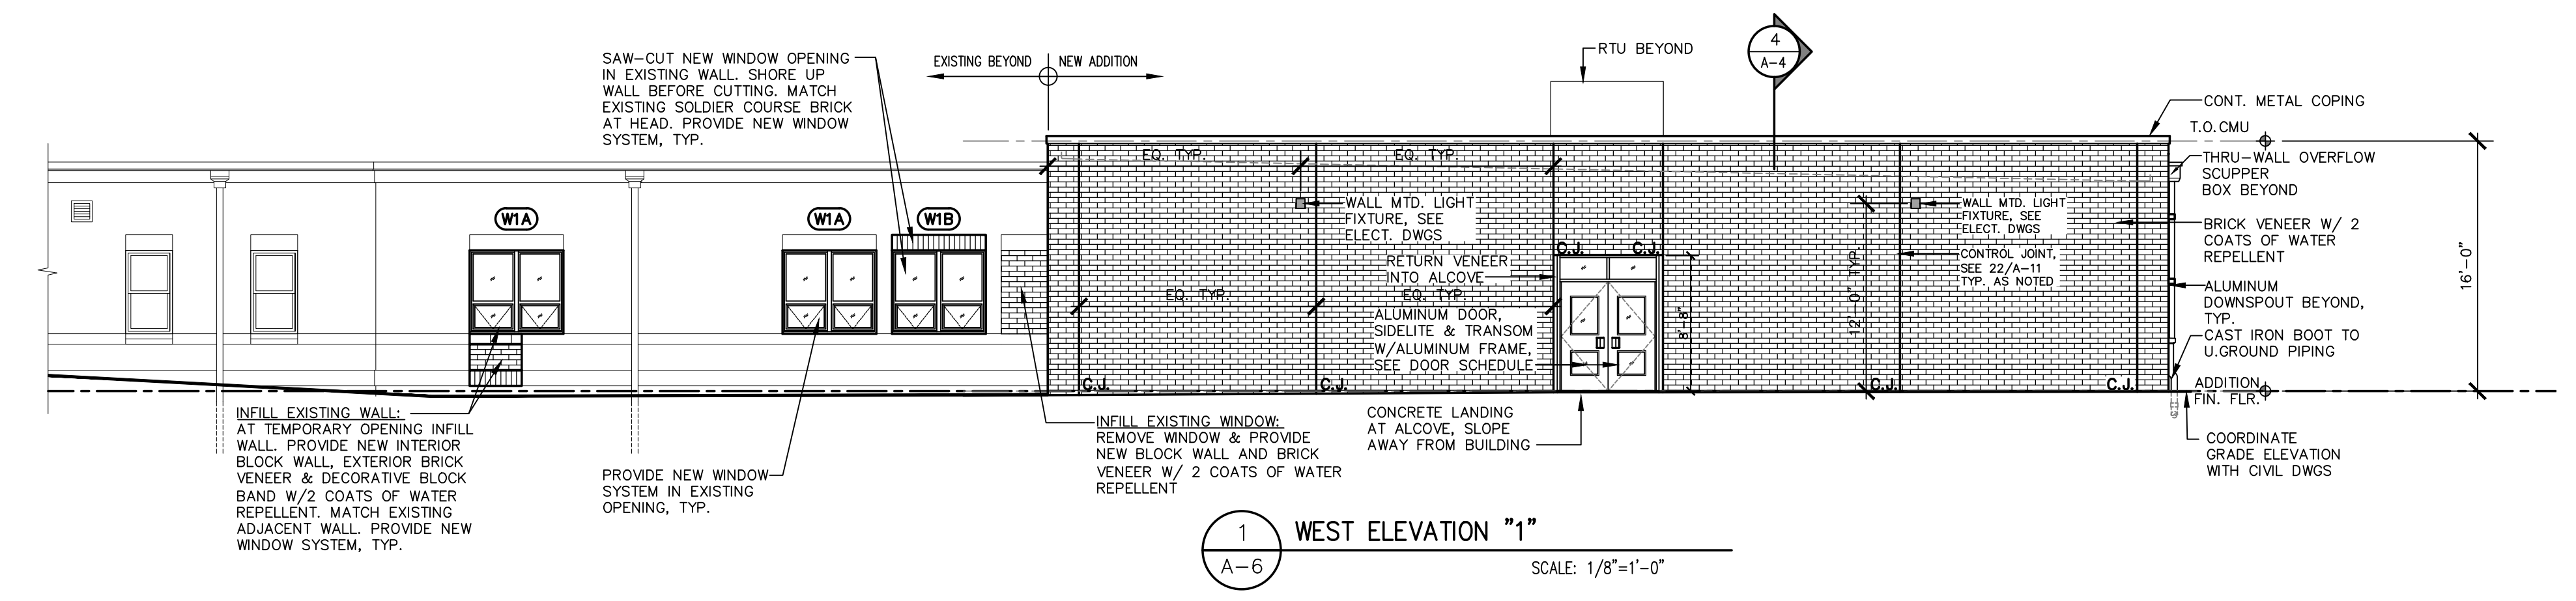 SAW-CUT NEW WINDOW OPENING
IN EXISTING WALL. SHORE UP
WALL BEFORE CUTTING. MATCH
EXISTING SOLDIER COURSE BRICK
AT HEAD. PROVIDE NEW WINDOW
SYSTEM, TYP.
EXISTING BEYOND
NEW ADDITION
RTU BEYOND
4
A-4
CONT. METAL COPING
T.O.CMU
THRU-WALL OVERFLOW
SCUPPER
BOX BEYOND
EQ. TYP.
EQ. TYP.
W1A
W1A
W1B
WALL MTD. LIGHT
FIXTURE, SEE
ELECT. DWGS
WALL MTD. LIGHT
FIXTURE, SEE
ELECT. DWGS
BRICK VENEER W/ 2
COATS OF WATER
REPELLENT
C.J.
C.J.
RETURN VENEER
INTO ALCOVE
CONTROL JOINT,
SEE 22/A-11
TYP. AS NOTED
12'-0" TYP.
16'-0"
EQ. TYP.
EQ. TYP.
ALUMINUM DOOR,
SIDELITE & TRANSOM
W/ALUMINUM FRAME,
SEE DOOR SCHEDULE
8'-8"
ALUMINUM
DOWNSPOUT BEYOND,
TYP.
CAST IRON BOOT TO
U.GROUND PIPING
C.J.
C.J.
C.J.
C.J.
ADDITION
FIN. FLR.
INFILL EXISTING WALL:
AT TEMPORARY OPENING INFILL
WALL. PROVIDE NEW INTERIOR
BLOCK WALL, EXTERIOR BRICK
VENEER & DECORATIVE BLOCK
BAND W/2 COATS OF WATER
REPELLENT. MATCH EXISTING
ADJACENT WALL. PROVIDE NEW
WINDOW SYSTEM, TYP.
PROVIDE NEW WINDOW
SYSTEM IN EXISTING
OPENING, TYP.
INFILL EXISTING WINDOW:
REMOVE WINDOW & PROVIDE
NEW BLOCK WALL AND BRICK
VENEER W/ 2 COATS OF WATER
REPELLENT
CONCRETE LANDING
AT ALCOVE, SLOPE
AWAY FROM BUILDING
COORDINATE
GRADE ELEVATION
WITH CIVIL DWGS
1
A-6
WEST ELEVATION "1"
SCALE: 1/8"=1'-0"